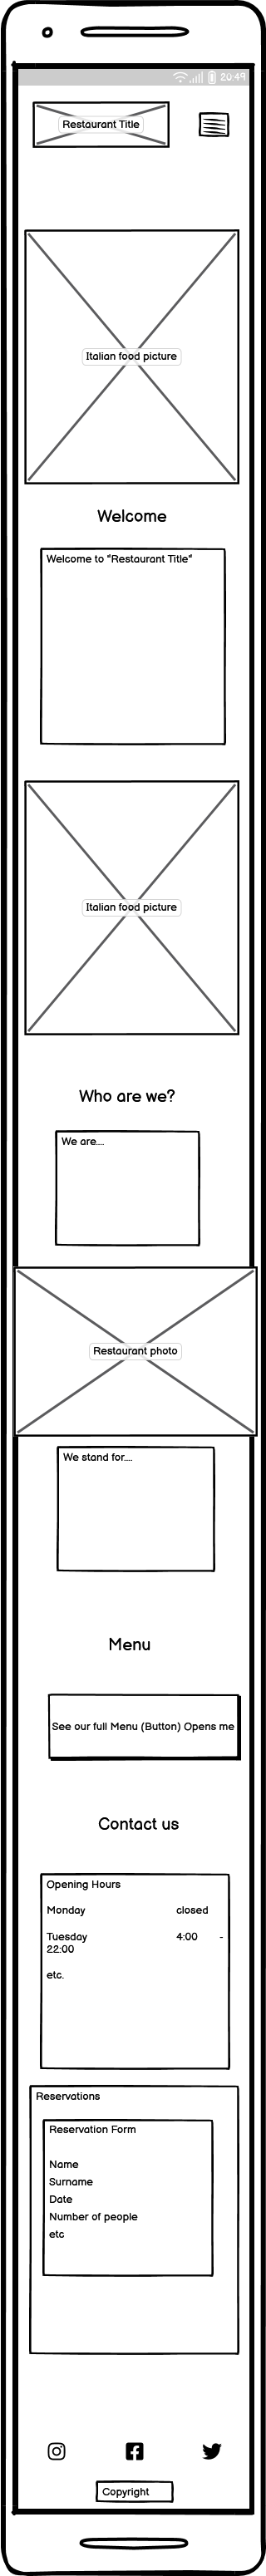 20:49
Restaurant Title
Italian food picture
Welcome
Welcome to "Restaurant Title"
Italian food picture
Who are we?
We are....
Restaurant photo
We stand for....
Menu
See our full Menu (Button) Opens me
Contact us
Opening Hours
Monday closed
Tuesday 4:00 -
22:00
etc.
Reservations
Reservation Form
Name
Surname
Date
Number of people
etc
Copyright